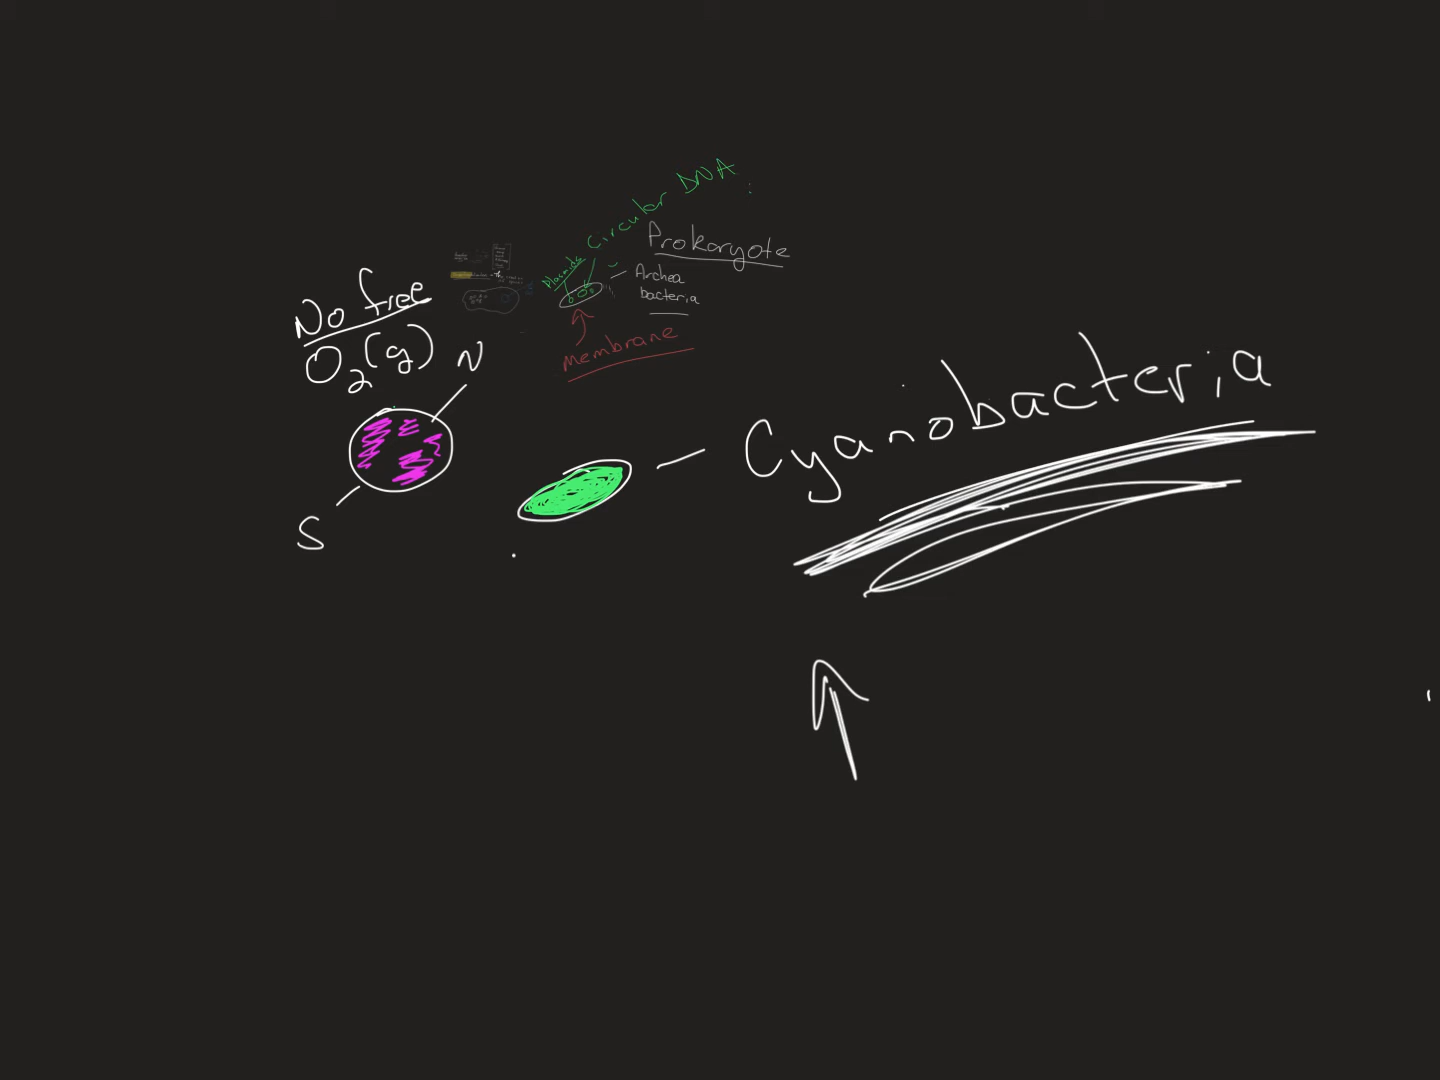 Circular DNA
Prokaryote
Plasmids
Archea
bacteria
Membrane
No free
O₂(g)
N
S
Cyanobacteria